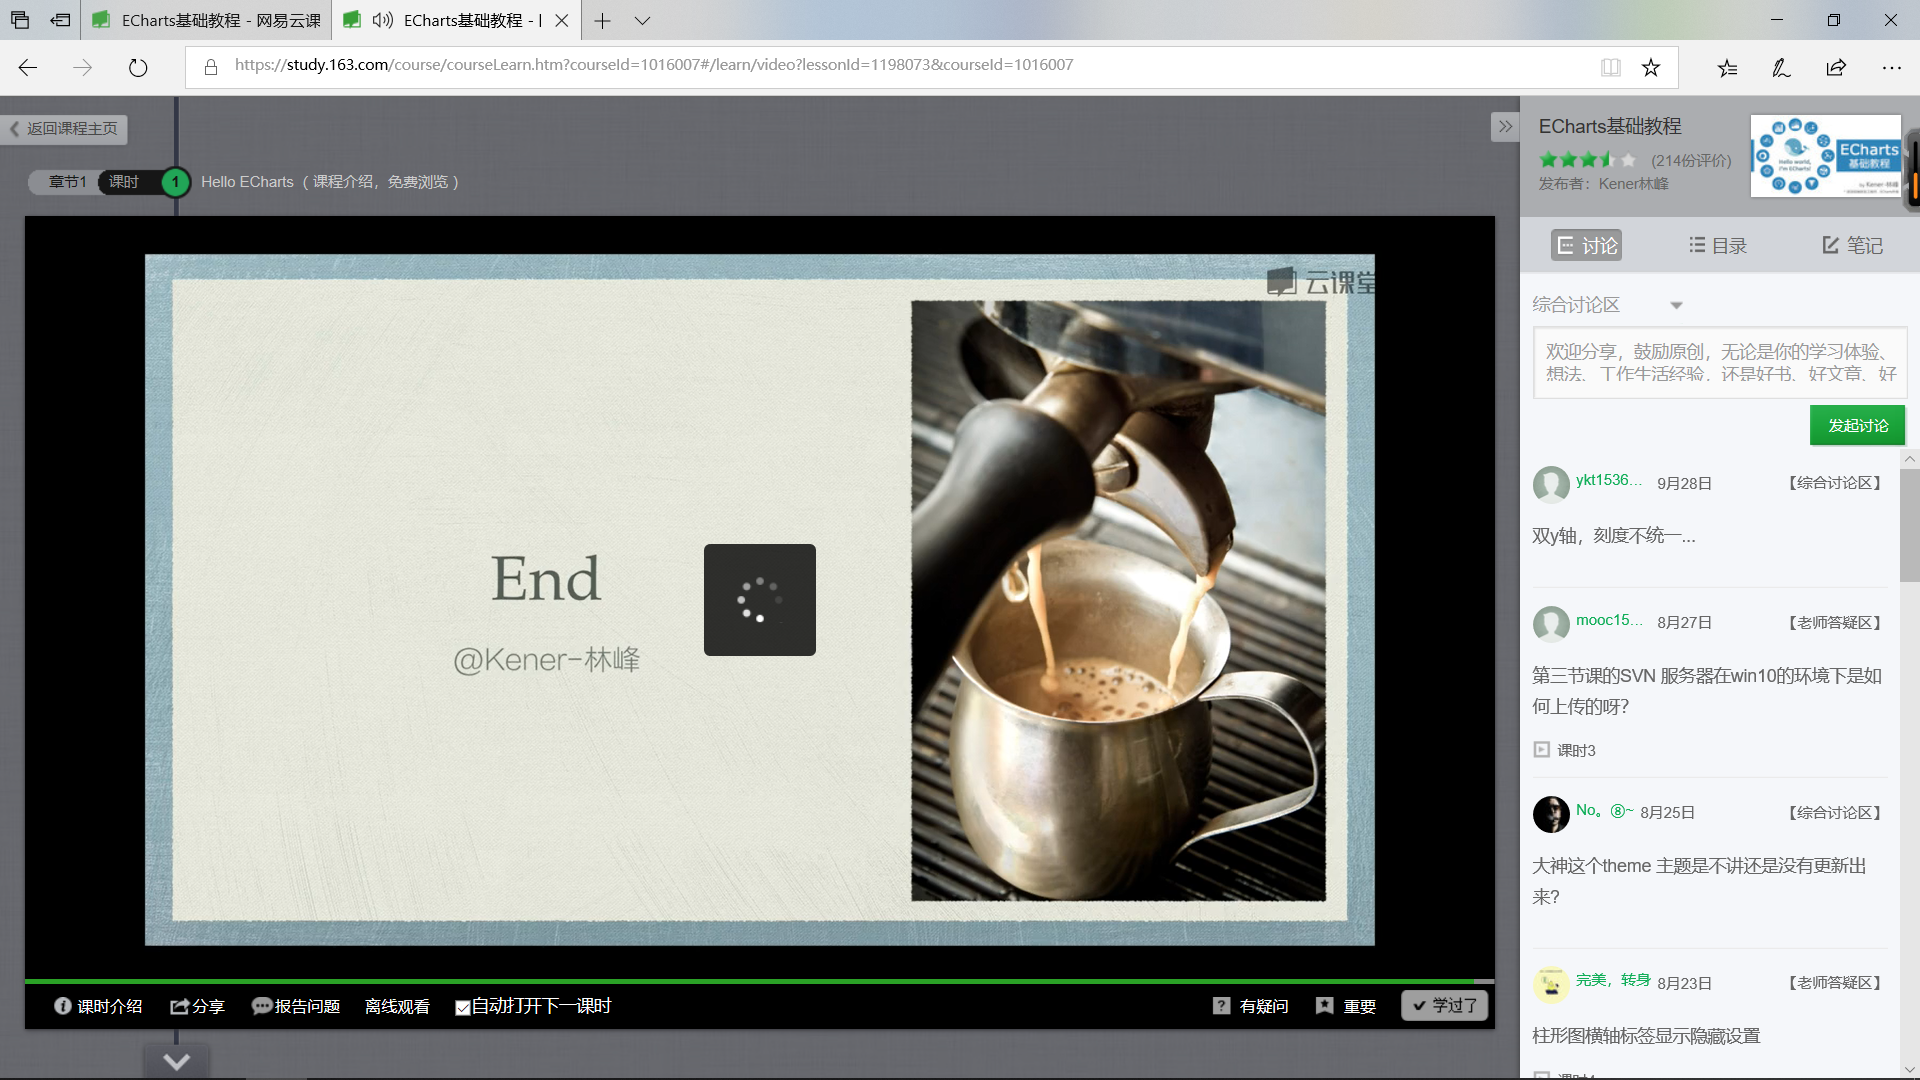 ECharts基础教程 - 网易云课
ECharts基础教程 - |
https://study.163.com/course/courseLearn.htm?courseId=1016007#/learn/video?lessonId=1198073&courseId=1016007
返回课程主页
章节1 课时 1 Hello ECharts（课程介绍，免费浏览）
云课堂
End
@Kener-林峰
课时介绍 分享 报告问题 离线观看 自动打开下一课时 有疑问 重要 学过了
ECharts基础教程
(214份评价)
发布者：Kener林峰
Hello world,
I'm ECharts!
ECharts
基础教程
by Kener-林峰
讨论 目录 笔记
综合讨论区
欢迎分享，鼓励原创，无论是你的学习体验、
想法、工作生活经验，还是好书、好文章、好
发起讨论
ykt1536... 9月28日 【综合讨论区】
双y轴，刻度不统一...
mooc15... 8月27日 【老师答疑区】
第三节课的SVN 服务器在win10的环境下是如
何上传的呀？
课时3
No。⑧~ 8月25日 【综合讨论区】
大神这个theme 主题是不讲还是没有更新出
来？
完美，转身 8月23日 【老师答疑区】
柱形图横轴标签显示隐藏设置